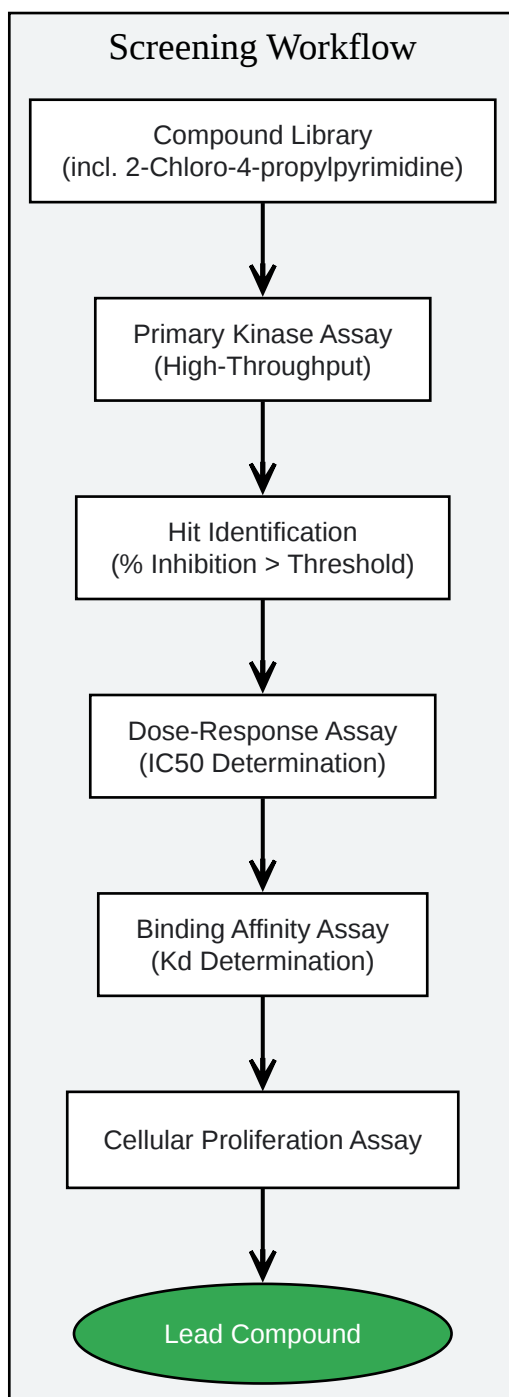 Screening Workflow
Compound Library
(incl. 2-Chloro-4-propylpyrimidine)
Primary Kinase Assay
(High-Throughput)
Hit Identification
(% Inhibition > Threshold)
Dose-Response Assay
(IC50 Determination)
Binding Affinity Assay
(Kd Determination)
Cellular Proliferation Assay
Lead Compound